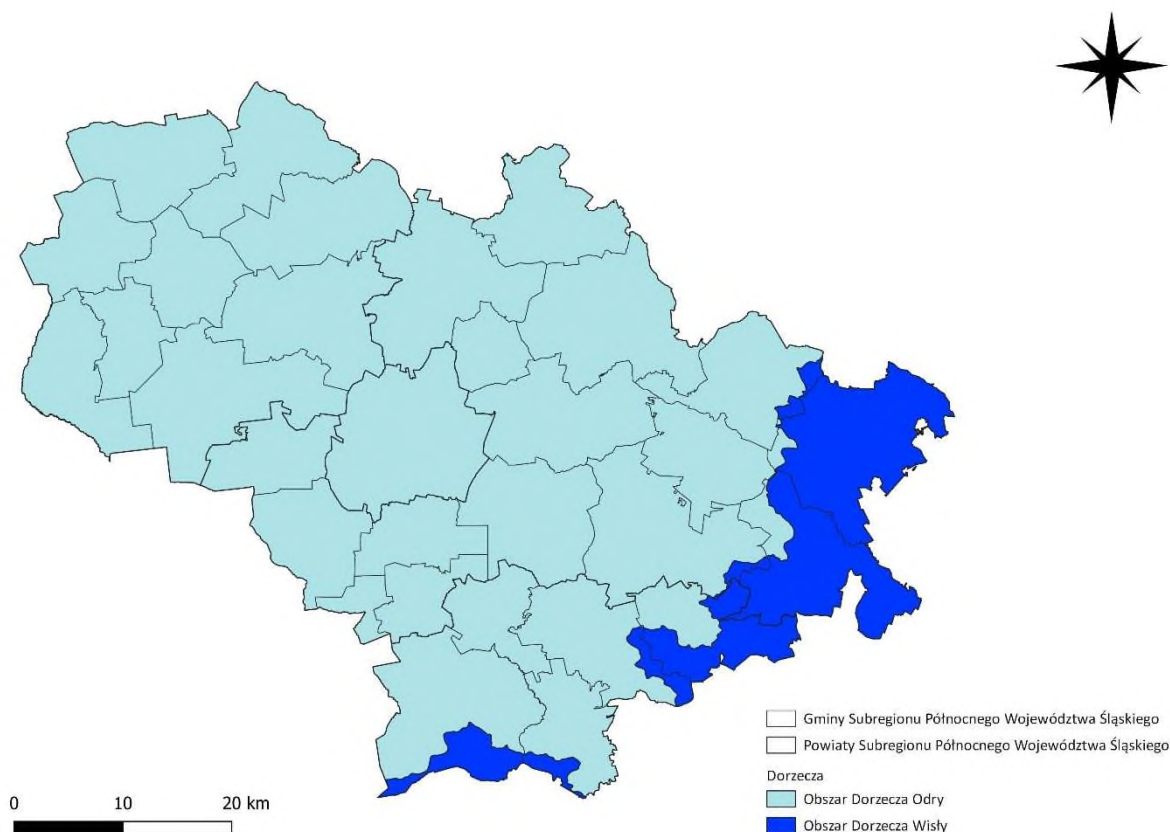 Gminy Subregionu Północnego Województwa Śląskiego
Powiaty Subregionu Północnego Województwa Śląskiego
Dorzecza
Obszar Dorzecza Odry
Obszar Dorzecza Wisły
0 10 20 km